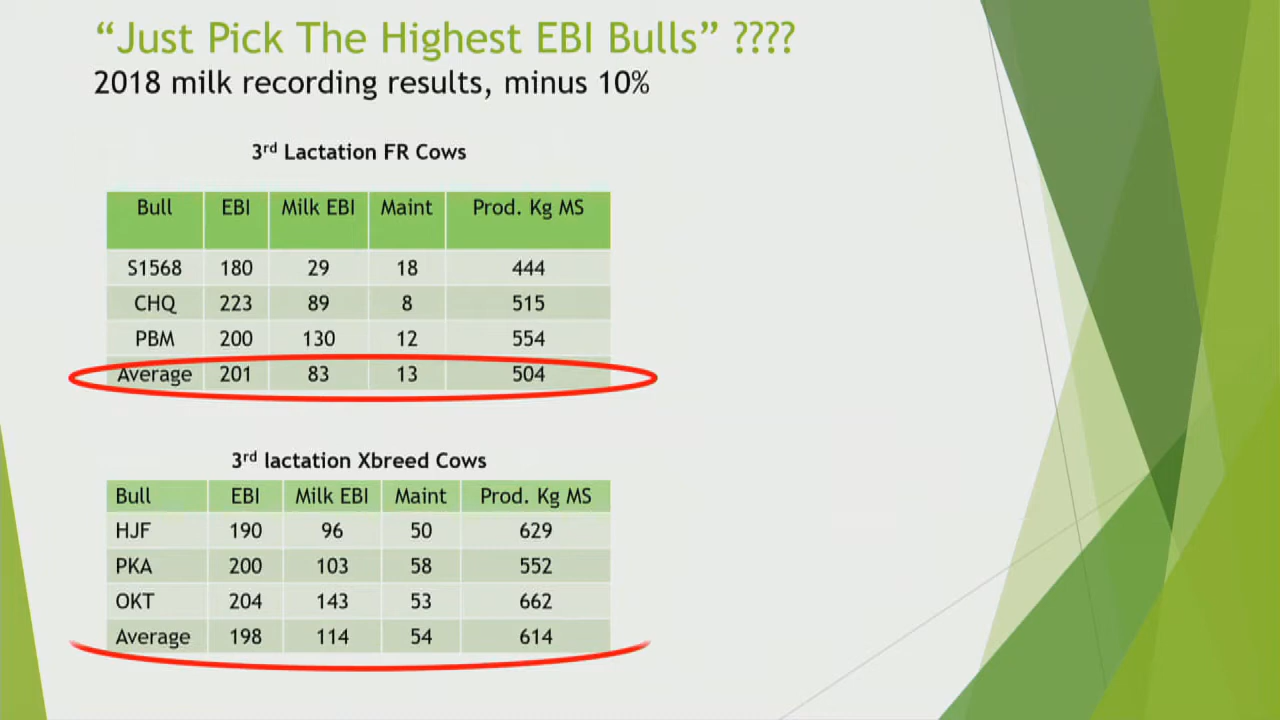 “Just Pick The Highest EBI Bulls” ????
2018 milk recording results, minus 10%
3rd Lactation FR Cows
Bull EBI Milk EBI Maint Prod. Kg MS
S1568 180 29 18 444
CHQ 223 89 8 515
PBM 200 130 12 554
Average 201 83 13 504
3rd lactation Xbreed Cows
Bull EBI Milk EBI Maint Prod. Kg MS
HJF 190 96 50 629
PKA 200 103 58 552
OKT 204 143 53 662
Average 198 114 54 614